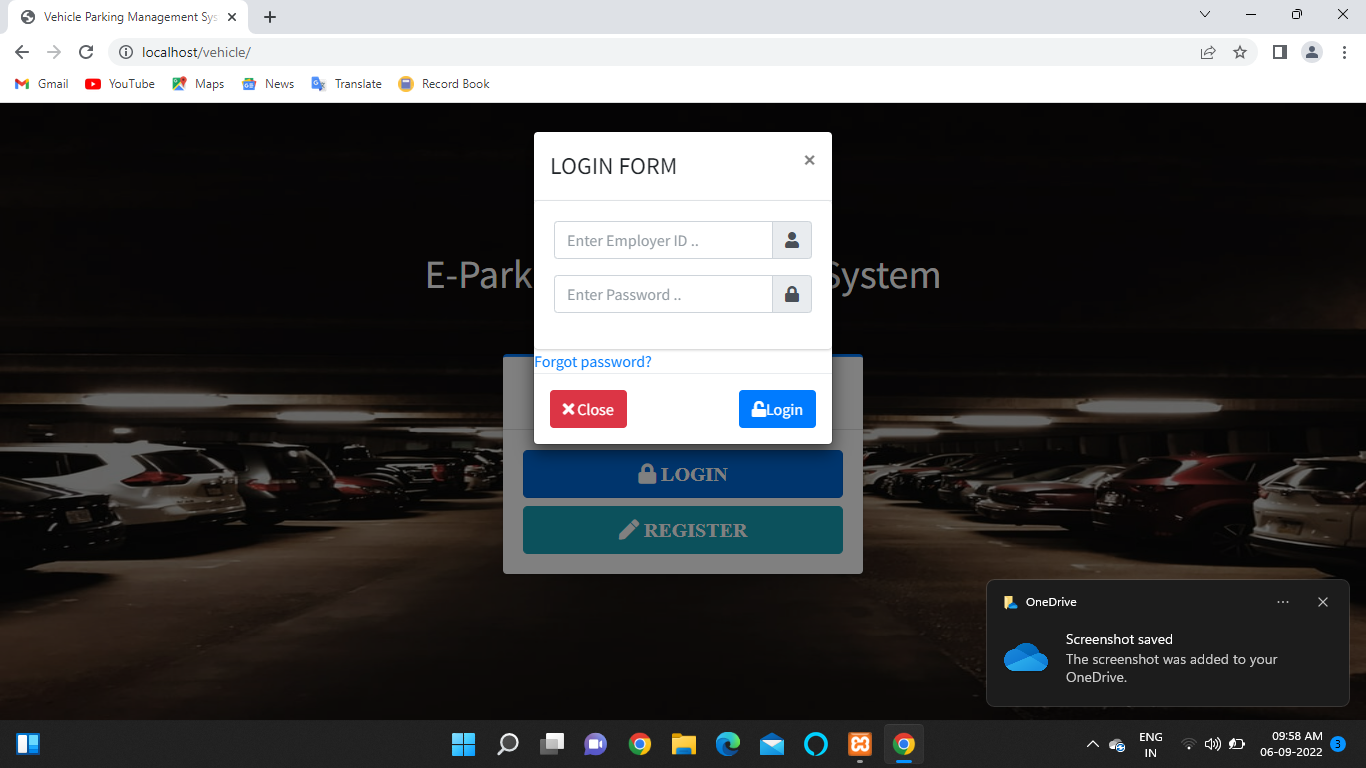 Vehicle Parking Management Sys
localhost/vehicle/
Gmail YouTube Maps News Translate Record Book
LOGIN FORM ×
Enter Employer ID ..
E-Park System
Enter Password ..
Forgot password?
Close Login
LOGIN
REGISTER
OneDrive
Screenshot saved
The screenshot was added to your
OneDrive.
ENG
IN
09:58 AM
06-09-2022 3